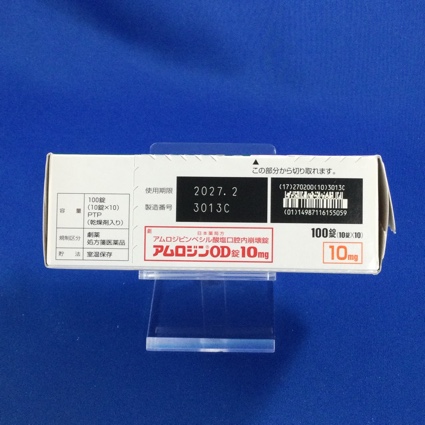 この部分から切り取れます。
使用期限
2027.2
製造番号
3013C
(17)270200(10)3013C
(01)14987116155059
容量
100錠
(10錠×10)
PTP
(乾燥剤入り)
規制区分
劇薬
処方箋医薬品
貯法
室温保存
日本薬局方
アムロジピンベシル酸塩口腔内崩壊錠
アムロジンOD錠10mg
100錠(10錠×10)
10mg